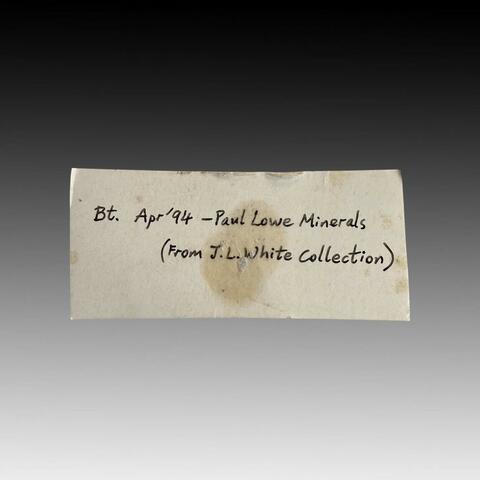 Bt. Apr'94 – Paul Lowe Minerals
(From J.L. White Collection)